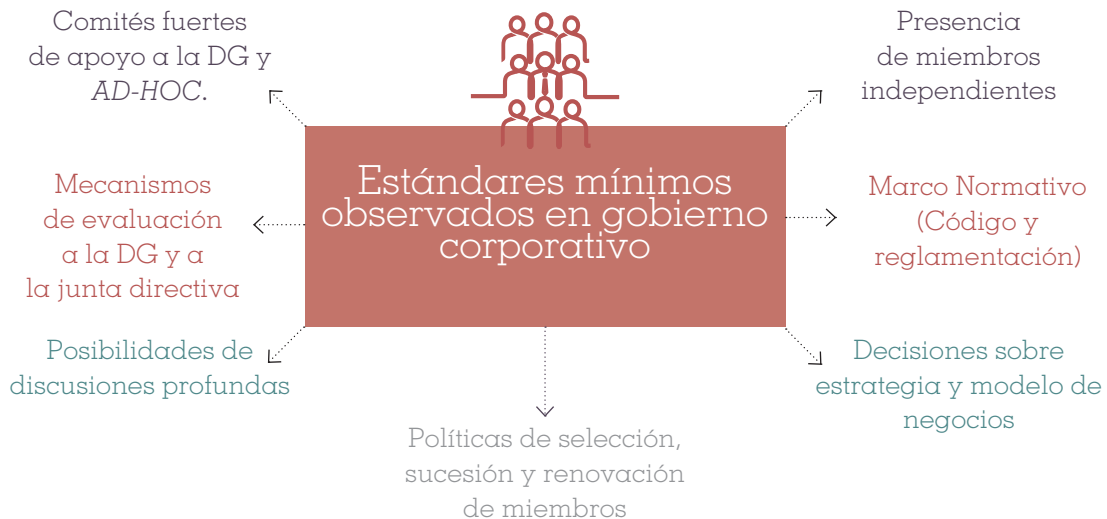 Comités fuertes
de apoyo a la DG y
AD-HOC.
Presencia
de miembros
independientes
Estándares mínimos
observados en gobierno
corporativo
Mecanismos
de evaluación
a la DG y a
la junta directiva
Marco Normativo
(Código y
reglamentación)
Posibilidades de
discusiones profundas
Decisiones sobre
estrategia y modelo de
negocios
Políticas de selección,
sucesión y renovación
de miembros